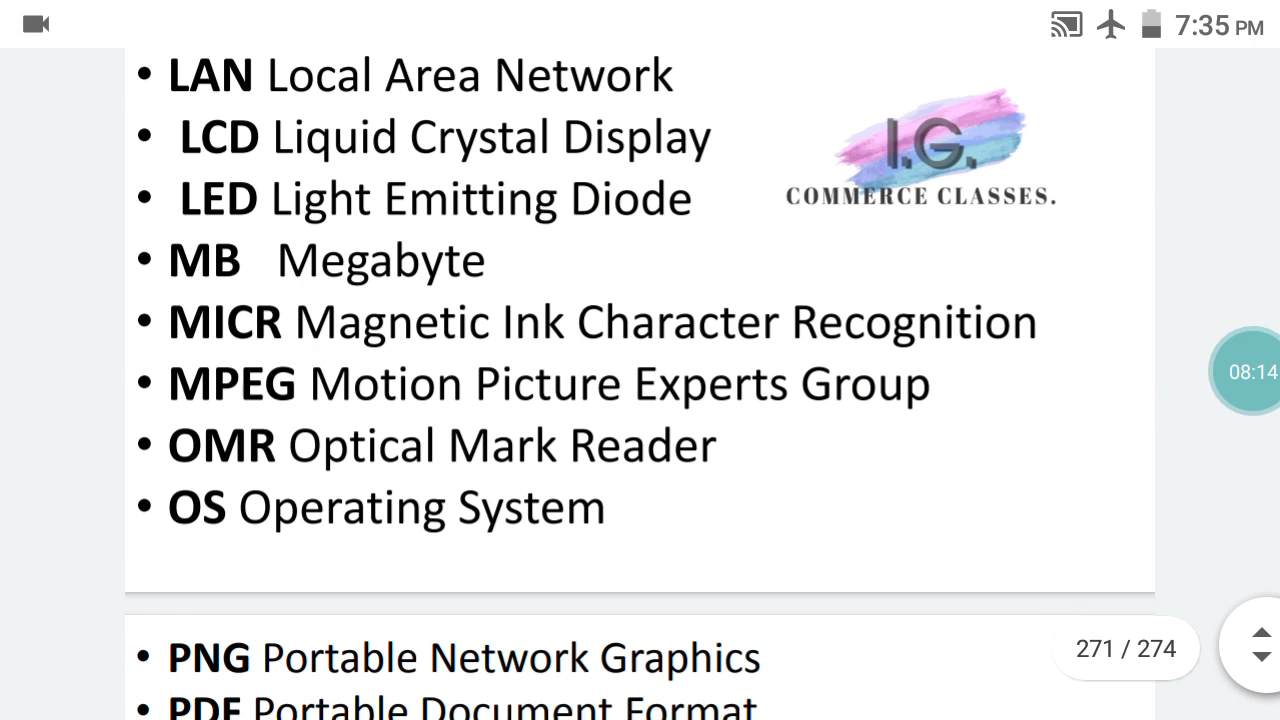 7:35 PM
• LAN Local Area Network
• LCD Liquid Crystal Display
• LED Light Emitting Diode
• MB Megabyte
• MICR Magnetic Ink Character Recognition
• MPEG Motion Picture Experts Group
• OMR Optical Mark Reader
• OS Operating System
I.G.
COMMERCE CLASSES.
08:14
271 / 274
• PNG Portable Network Graphics
• PDF Portable Document Format